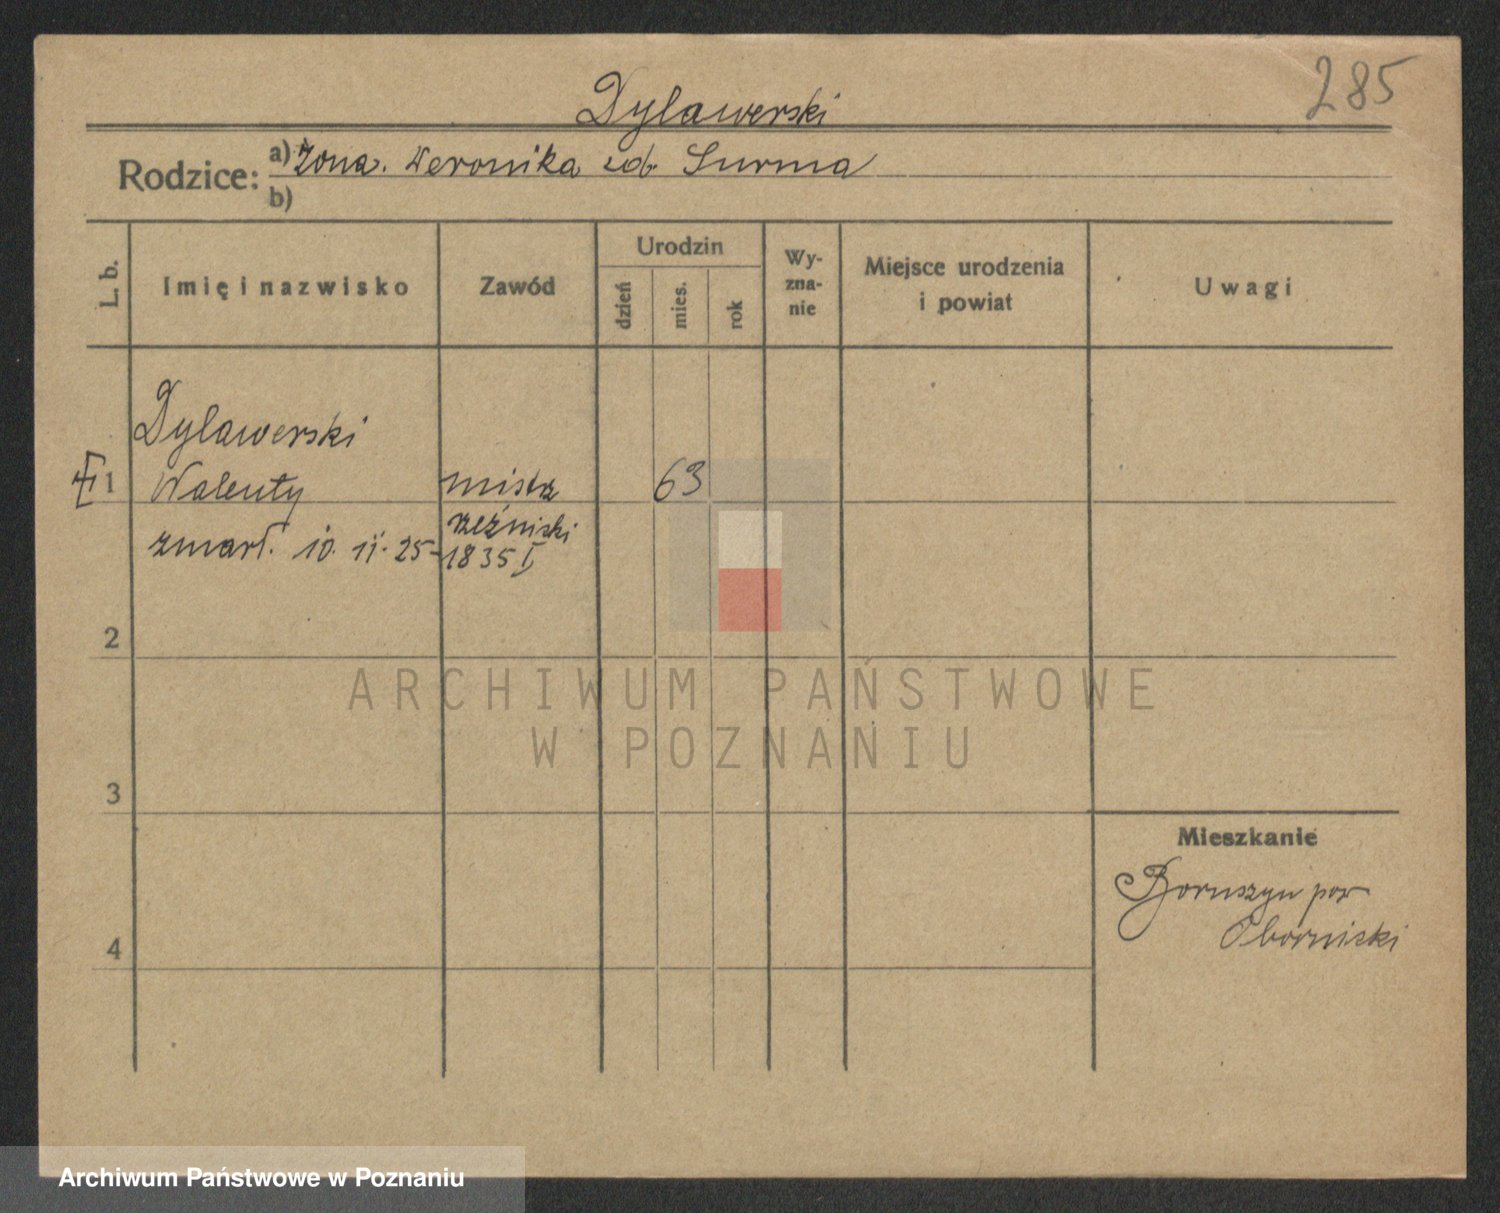 285
Dylawerski
Rodzice: a) żona. Weronika zd. Surma
b)
L. b.
Imię i nazwisko
Zawód
Urodzin
dzień
mies.
rok
Wy-
zna-
nie
Miejsce urodzenia
i powiat
Uwagi
Dylawerski
1 Walenty mistrz 63
rzeźnicki
zmarł. 10. 11. 25 - 1835 I
2
3
4
Mieszkanie
Boruszyn pow
Obornicki
ARCHIWUM PAŃSTWOWE
W POZNANIU
Archiwum Państwowe w Poznaniu